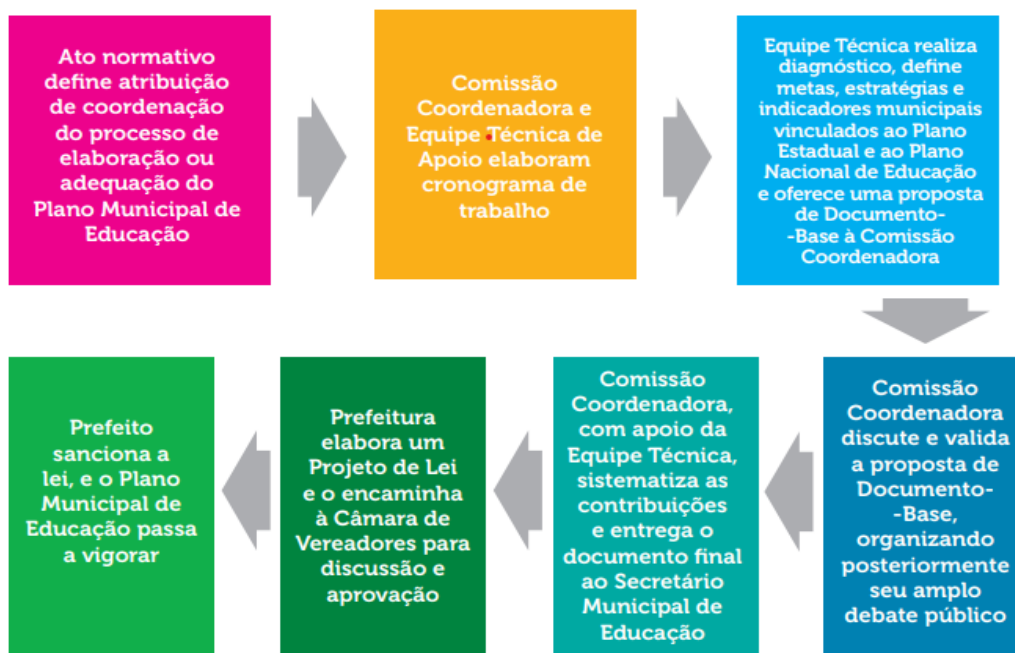 Ato normativo
define atribuição
de coordenação
do processo de
elaboração ou
adequação do
Plano Municipal de
Educação
Comissão
Coordenadora e
Equipe Técnica de
Apoio elaboram
cronograma de
trabalho
Equipe Técnica realiza
diagnóstico, define
metas, estratégias e
indicadores municipais
vinculados ao Plano
Estadual e ao Plano
Nacional de Educação
e oferece uma proposta
de Documento-
-Base à Comissão
Coordenadora
Comissão
Coordenadora
discute e valida
a proposta de
Documento-
-Base,
organizando
posteriormente
seu amplo
debate público
Comissão
Coordenadora,
com apoio da
Equipe Técnica,
sistematiza as
contribuições
e entrega o
documento final
ao Secretário
Municipal de
Educação
Prefeitura
elabora um
Projeto de Lei
e o encaminha
à Câmara de
Vereadores para
discussão e
aprovação
Prefeito
sanciona a
lei, e o Plano
Municipal de
Educação passa
a vigorar